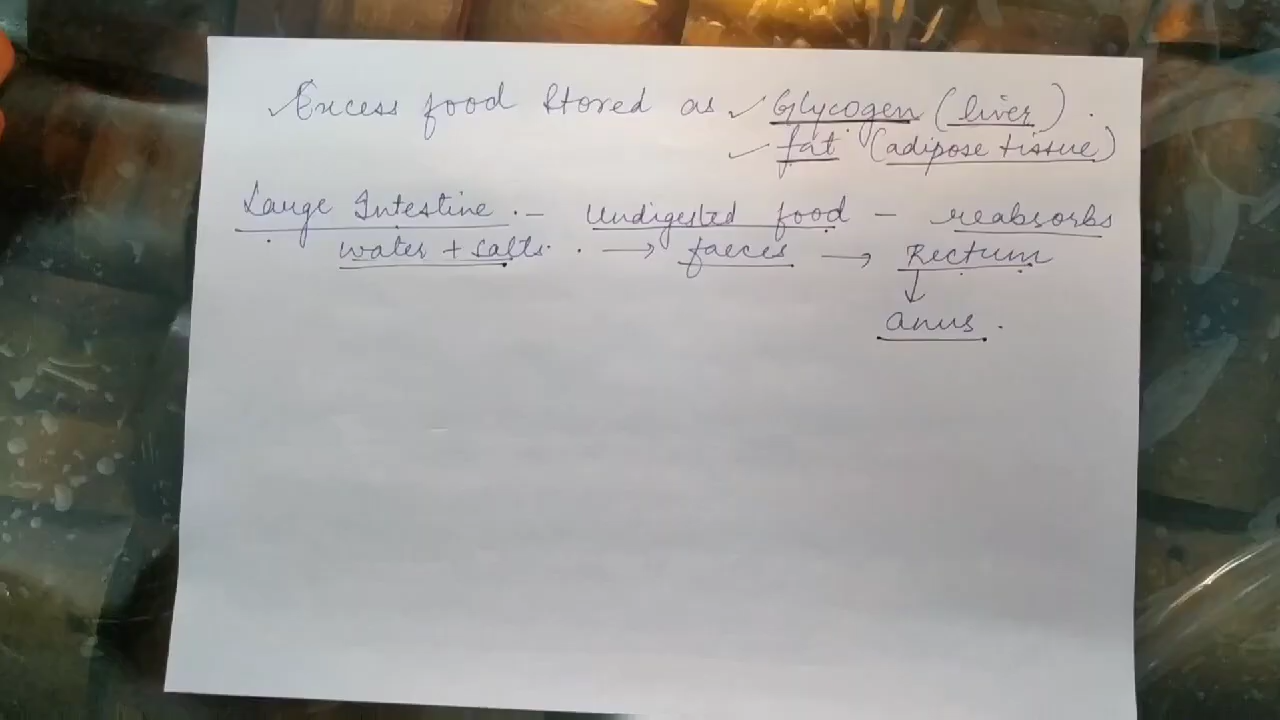 ✓ Excess food stored as ✓ Glycogen (liver).
✓ fat (adipose tissue)
Large Intestine. - Undigested food - reabsorbs
water + salts. → faeces → Rectum
↓
anus.